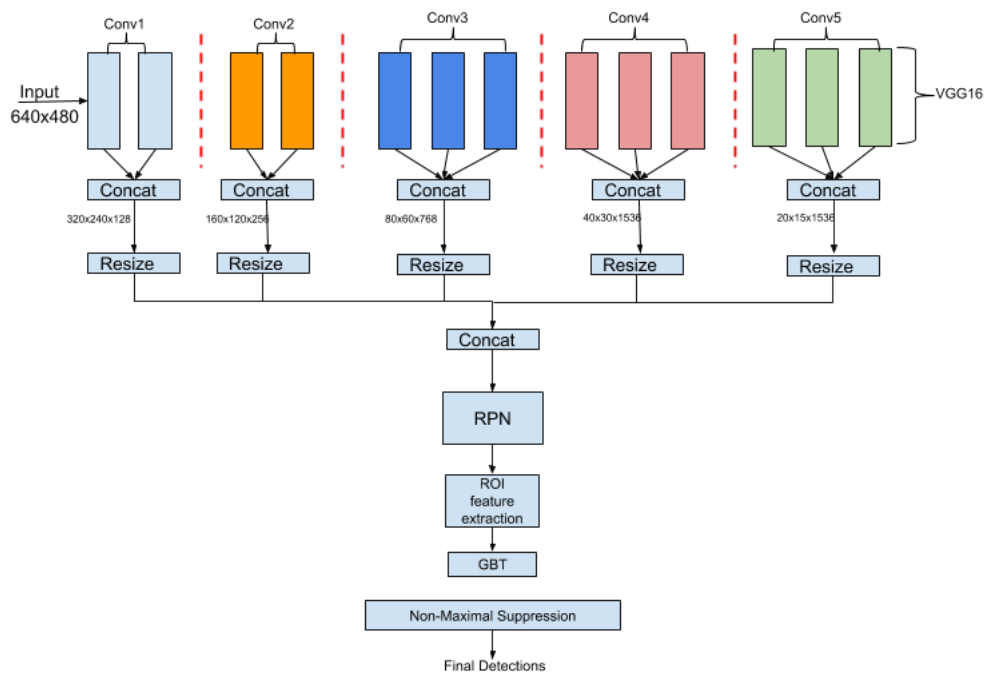 Conv1
Conv2
Conv3
Conv4
Conv5
Input
640x480
VGG16
Concat
Concat
Concat
Concat
Concat
320x240x128
160x120x256
80x60x768
40x30x1536
20x15x1536
Resize
Resize
Resize
Resize
Resize
Concat
RPN
ROI
feature
extraction
GBT
Non-Maximal Suppression
Final Detections